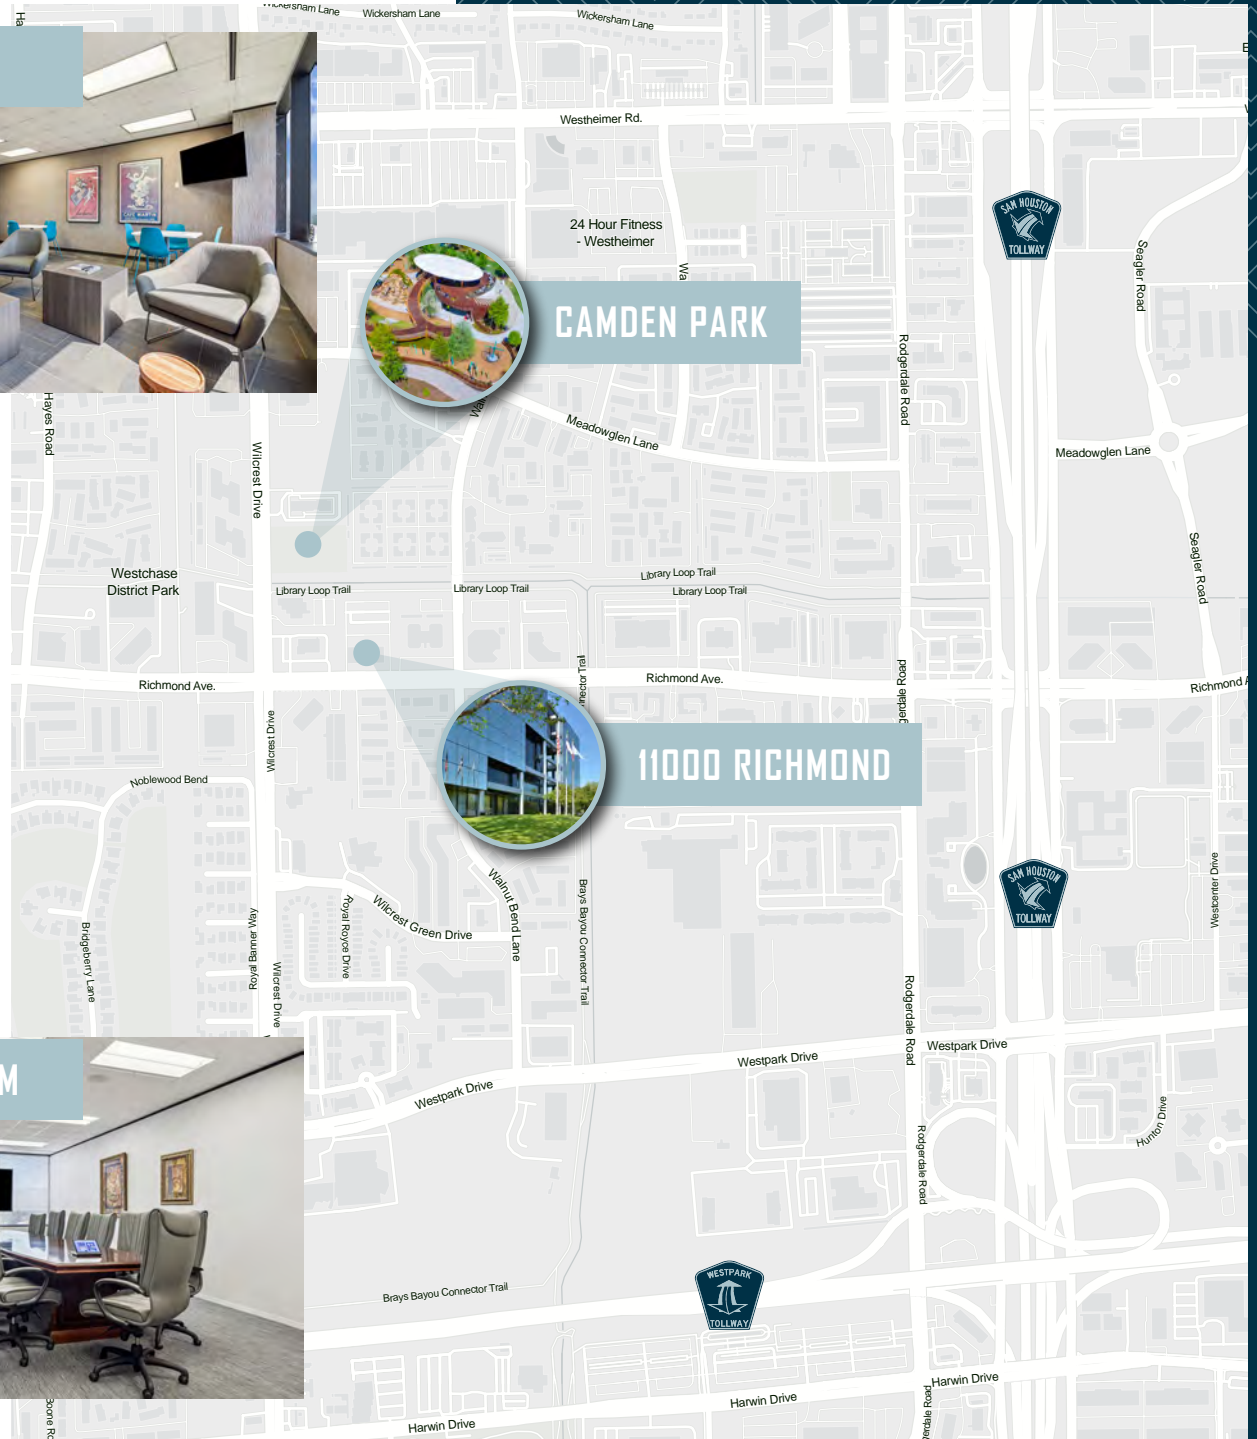 Wickersham Lane
Wickersham Lane
Wickersham Lane
Westheimer Rd.
SAM HOUSTON
TOLLWAY
24 Hour Fitness
- Westheimer
Seagler Road
CAMDEN PARK
Rodgerdale Road
Hayes Road
Meadowglen Lane
Meadowglen Lane
Wilcrest Drive
Seagler Road
Westchase
District Park
Library Loop Trail
Library Loop Trail
Library Loop Trail
Library Loop Trail
Richmond Ave.
Richmond Ave.
Richmond
Wilcrest Drive
11000 RICHMOND
Noblewood Bend
SAM HOUSTON
TOLLWAY
Westcenter Drive
Walnut Bend Lane
Wilcrest Green Drive
Royal Royce Drive
Brays Bayou Connector Trail
Royal Banner Way
Bridgeberry Lane
Wilcrest Drive
Rodgerdale Road
Westpark Drive
Westpark Drive
Westpark Drive
Hunton Drive
Rodgerdale Road
WESTPARK
TOLLWAY
Brays Bayou Connector Trail
Harwin Drive
Harwin Drive
Harwin Drive